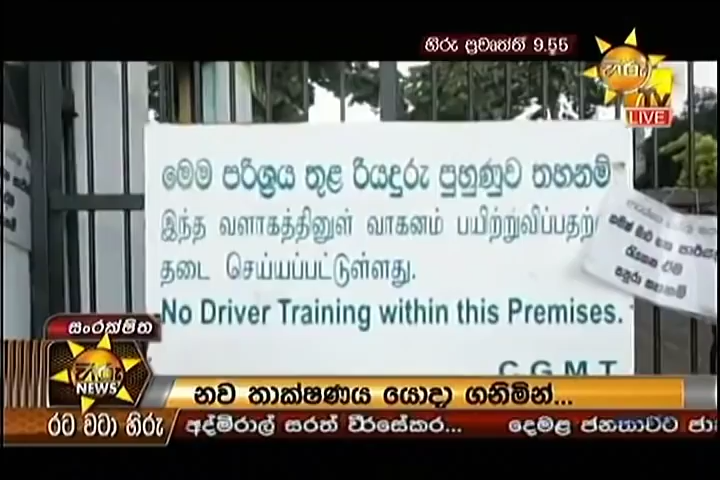 හිරු ප්‍රවෘත්ති 9.55
හිරු
TV
LIVE
මෙම පරිශ්‍රය තුළ රියදුරු පුහුණුව තහනම්
இந்த வளாகத்தினுள் வாகனம் பயிற்றுவிப்பதற்
தடை செய்யப்பட்டுள்ளது.
No Driver Training within this Premises.
C.G.M.T
සංරක්ෂිත
හිරු
NEWS
නව තාක්ෂණය යොදා ගනිමින්...
රට වටා හිරු
අද්මිරාල් සරත් වීරසේකර... දෙමළ ජනතාවට